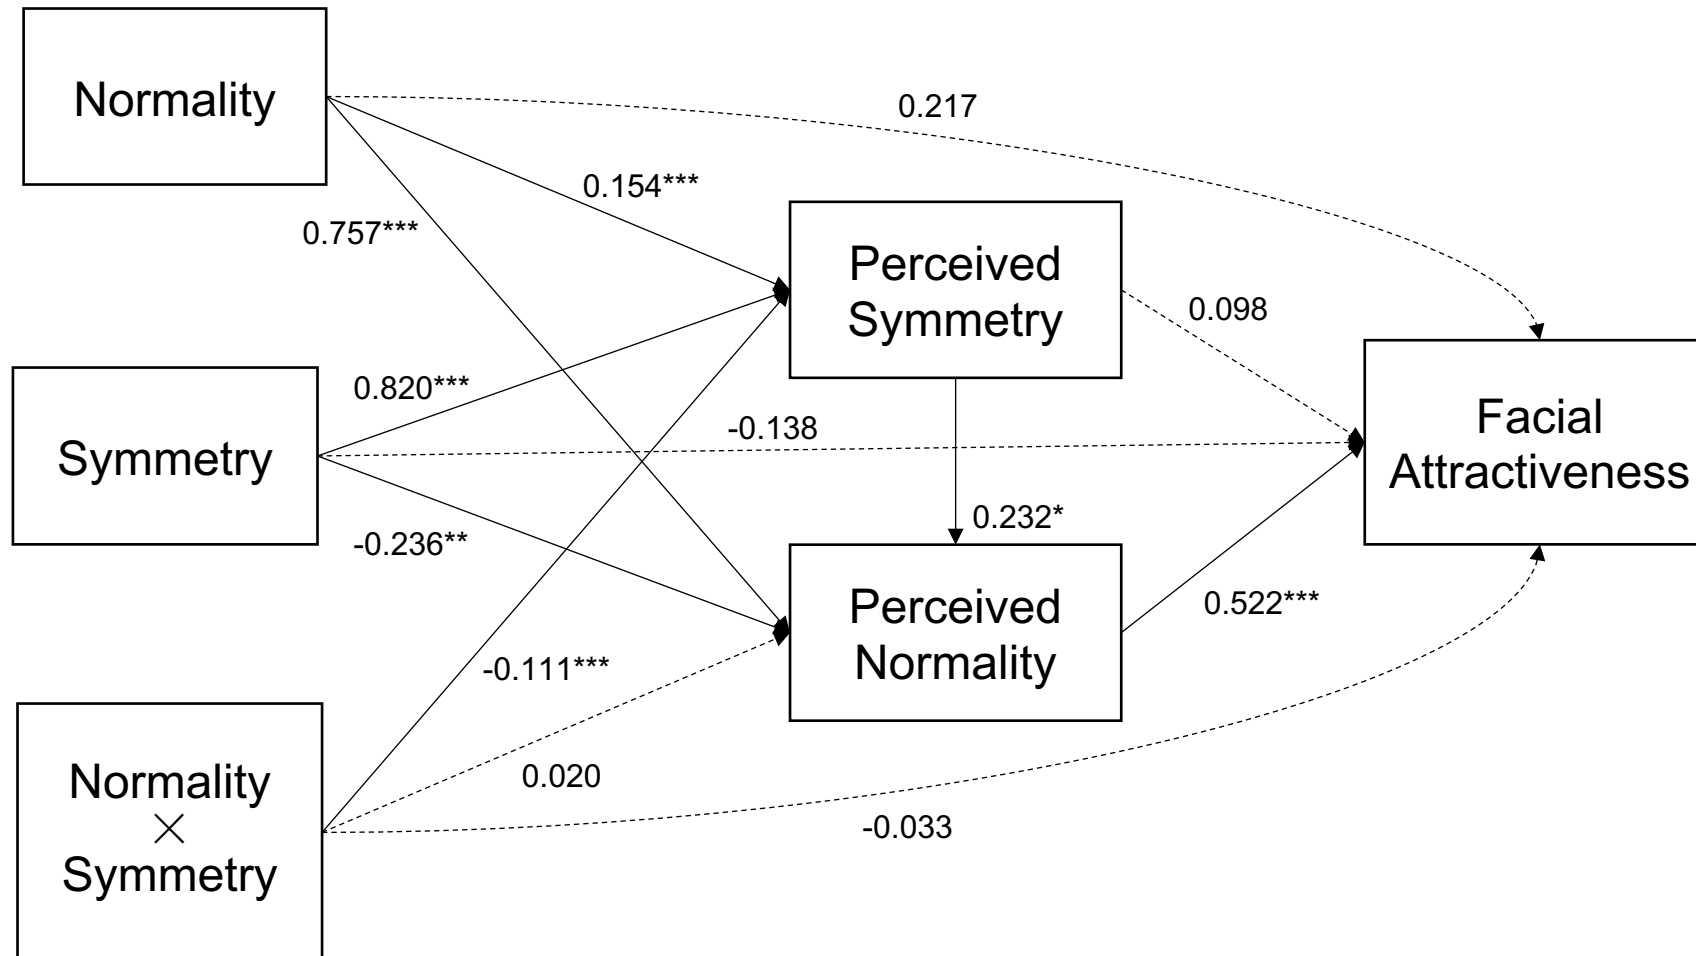 Normality
0.217
0.154***
0.757***
Perceived
Symmetry
0.098
0.820***
Symmetry
-0.138
Facial
Attractiveness
0.232*
-0.236**
Perceived
Normality
0.522***
-0.111***
Normality
×
Symmetry
0.020
-0.033